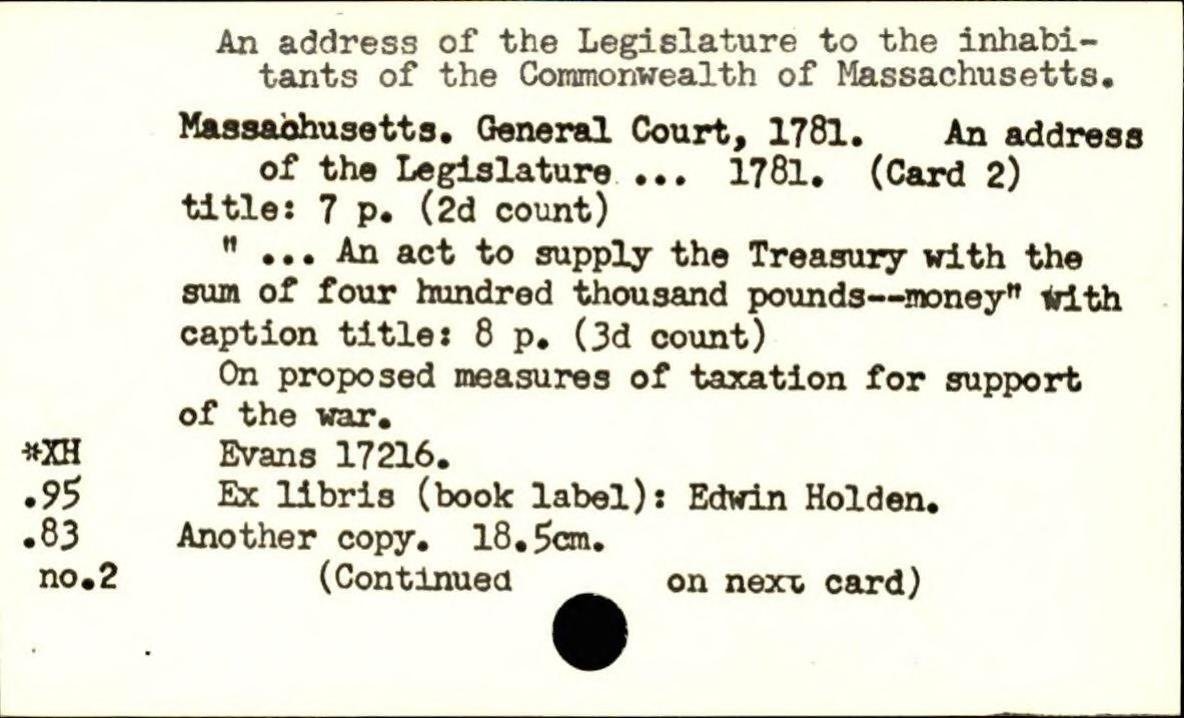 An address of the Legislature to the inhabi-
tants of the Commonwealth of Massachusetts.
Massachusetts. General Court, 1781. An address
of the Legislature ... 1781. (Card 2)
title: 7 p. (2d count)
" ... An act to supply the Treasury with the
sum of four hundred thousand pounds--money" with
caption title: 8 p. (3d count)
On proposed measures of taxation for support
of the war.
*XH Evans 17216.
.95 Ex libris (book label): Edwin Holden.
.83 Another copy. 18.5cm.
no.2 (Continued on next card)